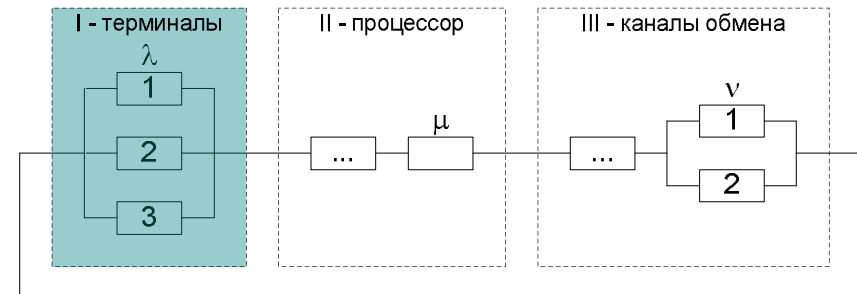 I - терминалы
λ
1
2
3
II - процессор
...
μ
III - каналы обмена
...
ν
1
2